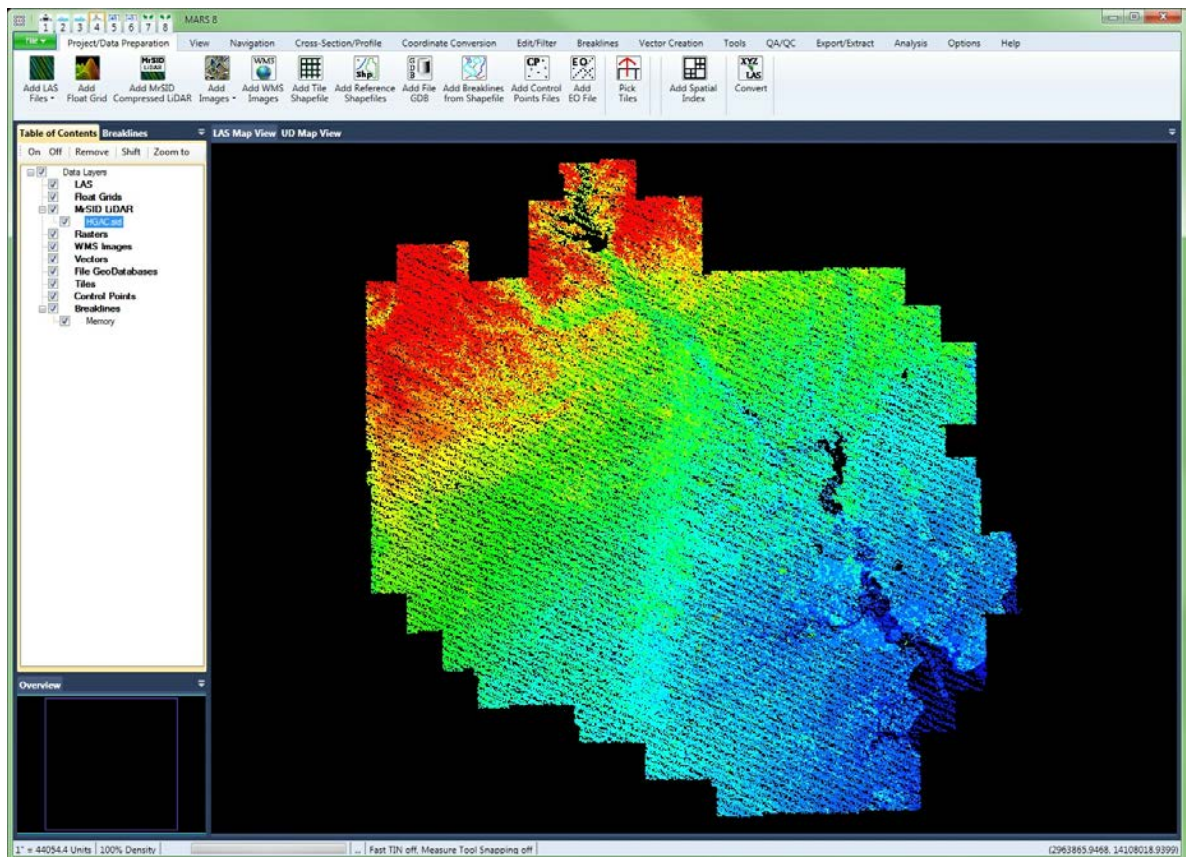 MARS 8
1 2 3 4 5 6 7 8
File Project/Data Preparation View Navigation Cross-Section/Profile Coordinate Conversion Edit/Filter Breaklines Vector Creation Tools QA/QC Export/Extract Analysis Options Help
MrSID LiDAR WMS Shp GDB CP EO XYZ LAS
Add LAS Files
Add Float Grid
Add MrSID Compressed LiDAR
Add Images
Add WMS Images
Add Tile Shapefile
Add Reference Shapefiles
Add File GDB
Add Breaklines from Shapefile
Add Control Points Files
Add EO File
Pick Tiles
Add Spatial Index
Convert
Table of Contents Breaklines
LAS Map View UD Map View
On Off Remove Shift Zoom to
Data Layers
LAS
Float Grids
MrSID LiDAR
HGAC.sid
Rasters
WMS Images
Vectors
File GeoDatabases
Tiles
Control Points
Breaklines
Memory
Overview
1" = 44054.4 Units 100% Density ... Fast TIN off, Measure Tool Snapping off (2963865.9468, 14108018.9399)